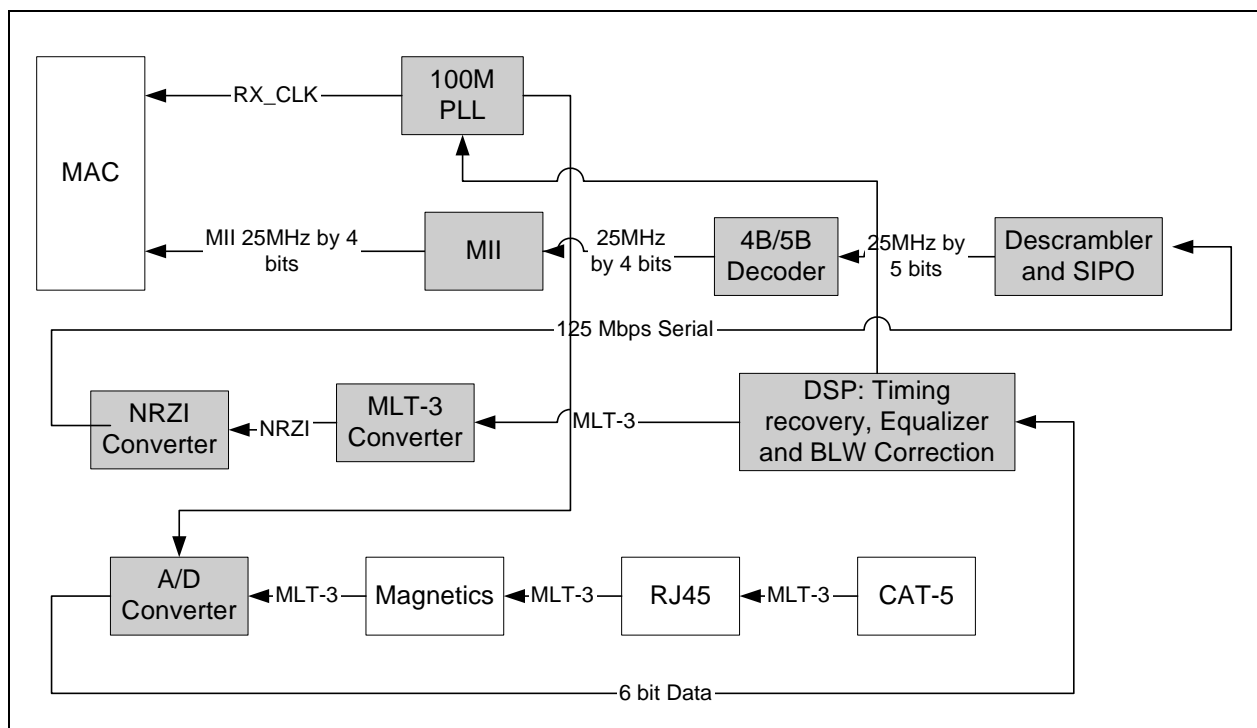 100M
PLL
RX_CLK
MAC
MII 25MHz by 4
bits
MII
25MHz
by 4 bits
4B/5B
Decoder
25MHz by
5 bits
Descrambler
and SIPO
125 Mbps Serial
NRZI
Converter
NRZI
MLT-3
Converter
MLT-3
DSP: Timing
recovery, Equalizer
and BLW Correction
A/D
Converter
MLT-3
Magnetics
MLT-3
RJ45
MLT-3
CAT-5
6 bit Data